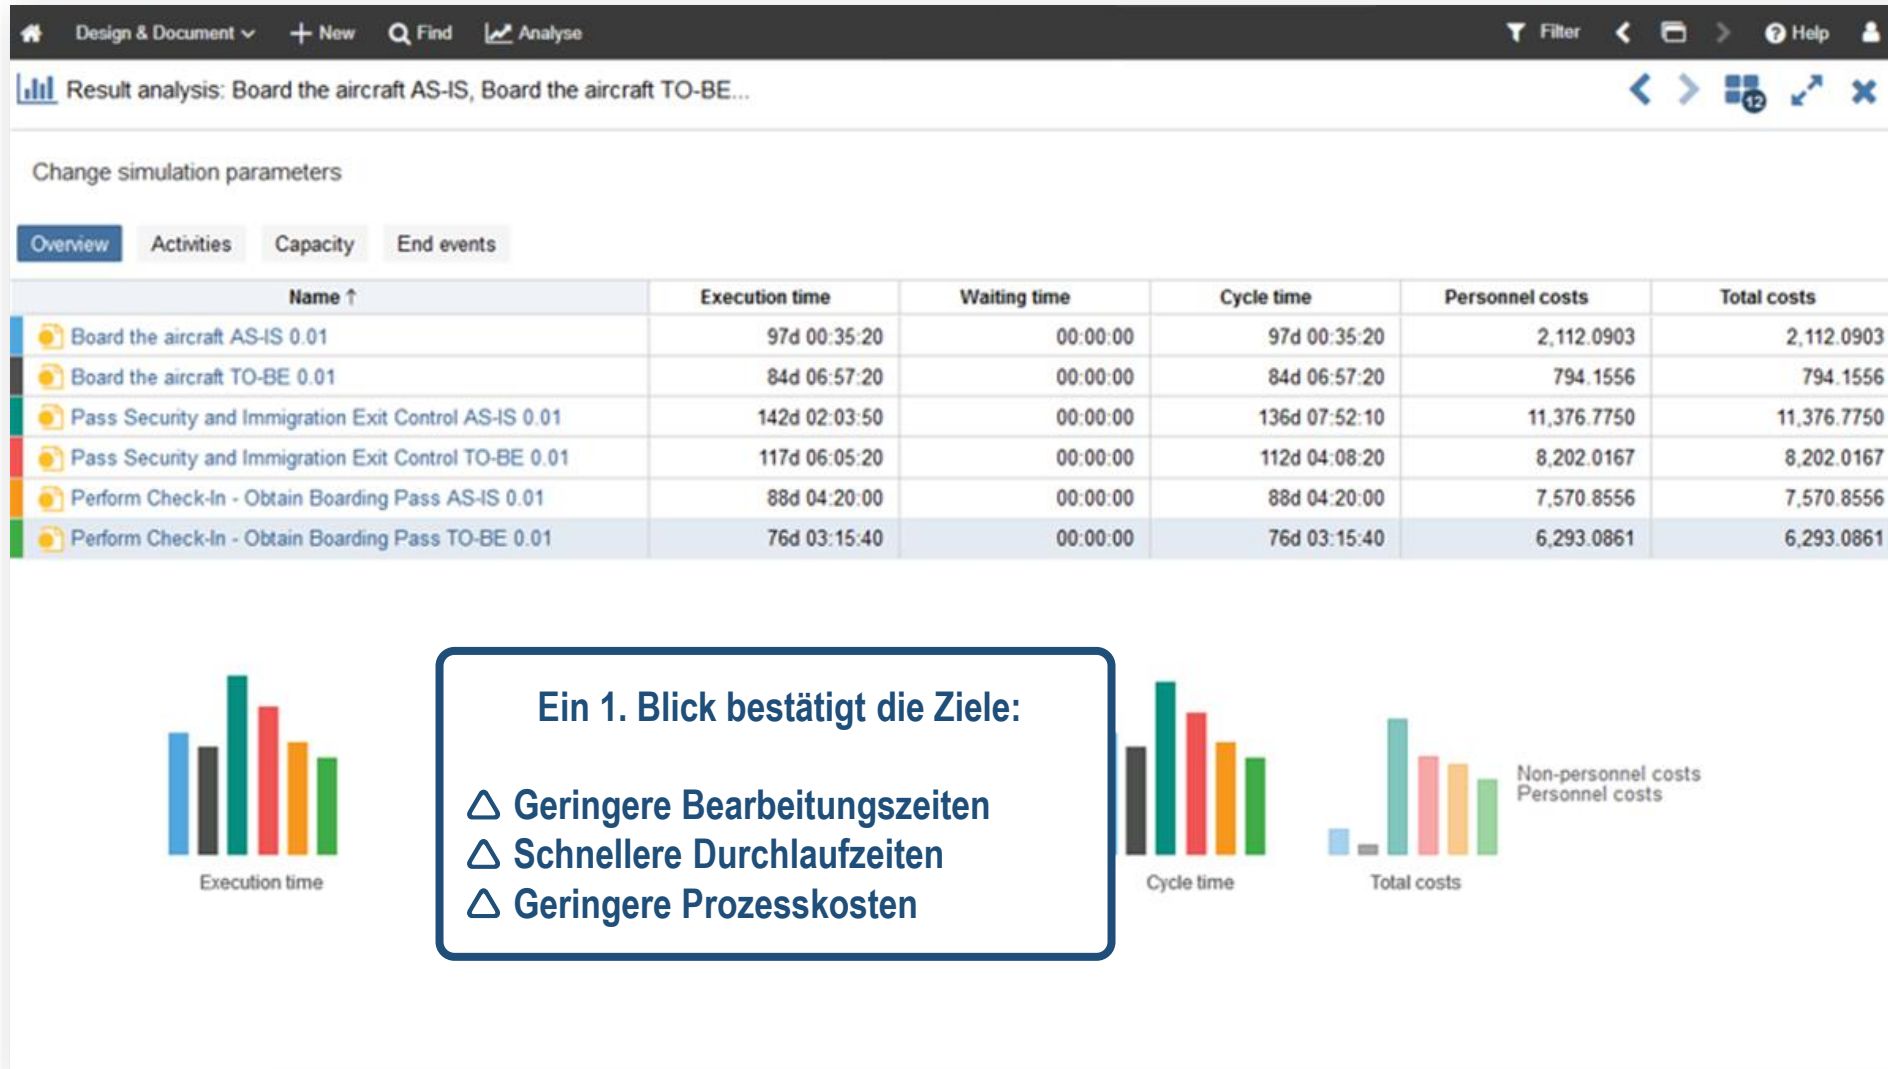 Design & Document + New Find Analyse Filter Help
Result analysis: Board the aircraft AS-IS, Board the aircraft TO-BE... 12
Change simulation parameters
Overview Activities Capacity End events
Name ↑ Execution time Waiting time Cycle time Personnel costs Total costs
Board the aircraft AS-IS 0.01 97d 00:35:20 00:00:00 97d 00:35:20 2,112.0903 2,112.0903
Board the aircraft TO-BE 0.01 84d 06:57:20 00:00:00 84d 06:57:20 794.1556 794.1556
Pass Security and Immigration Exit Control AS-IS 0.01 142d 02:03:50 00:00:00 136d 07:52:10 11,376.7750 11,376.7750
Pass Security and Immigration Exit Control TO-BE 0.01 117d 06:05:20 00:00:00 112d 04:08:20 8,202.0167 8,202.0167
Perform Check-In - Obtain Boarding Pass AS-IS 0.01 88d 04:20:00 00:00:00 88d 04:20:00 7,570.8556 7,570.8556
Perform Check-In - Obtain Boarding Pass TO-BE 0.01 76d 03:15:40 00:00:00 76d 03:15:40 6,293.0861 6,293.0861
Ein 1. Blick bestätigt die Ziele:
Geringere Bearbeitungszeiten
Schnellere Durchlaufzeiten
Geringere Prozesskosten
Non-personnel costs
Personnel costs
Execution time Cycle time Total costs